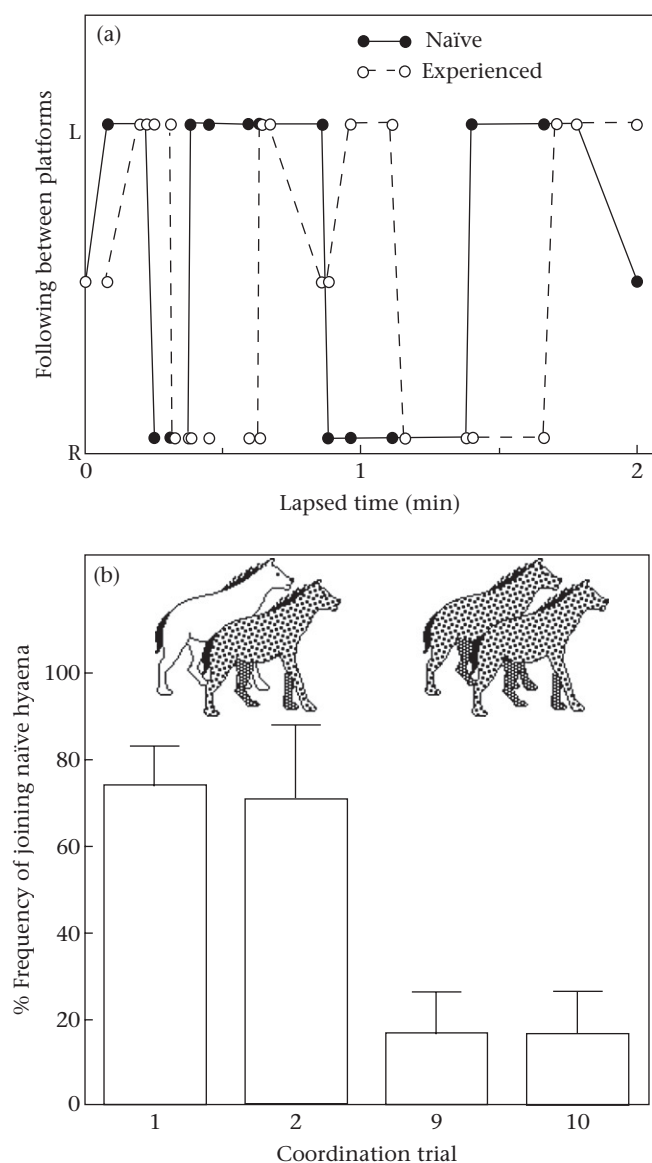 (a)
Naïve
Experienced
L
R
Following between platforms
0
1
2
Lapsed time (min)
(b)
100
80
60
40
20
0
% Frequency of joining naïve hyaena
1
2
9
10
Coordination trial